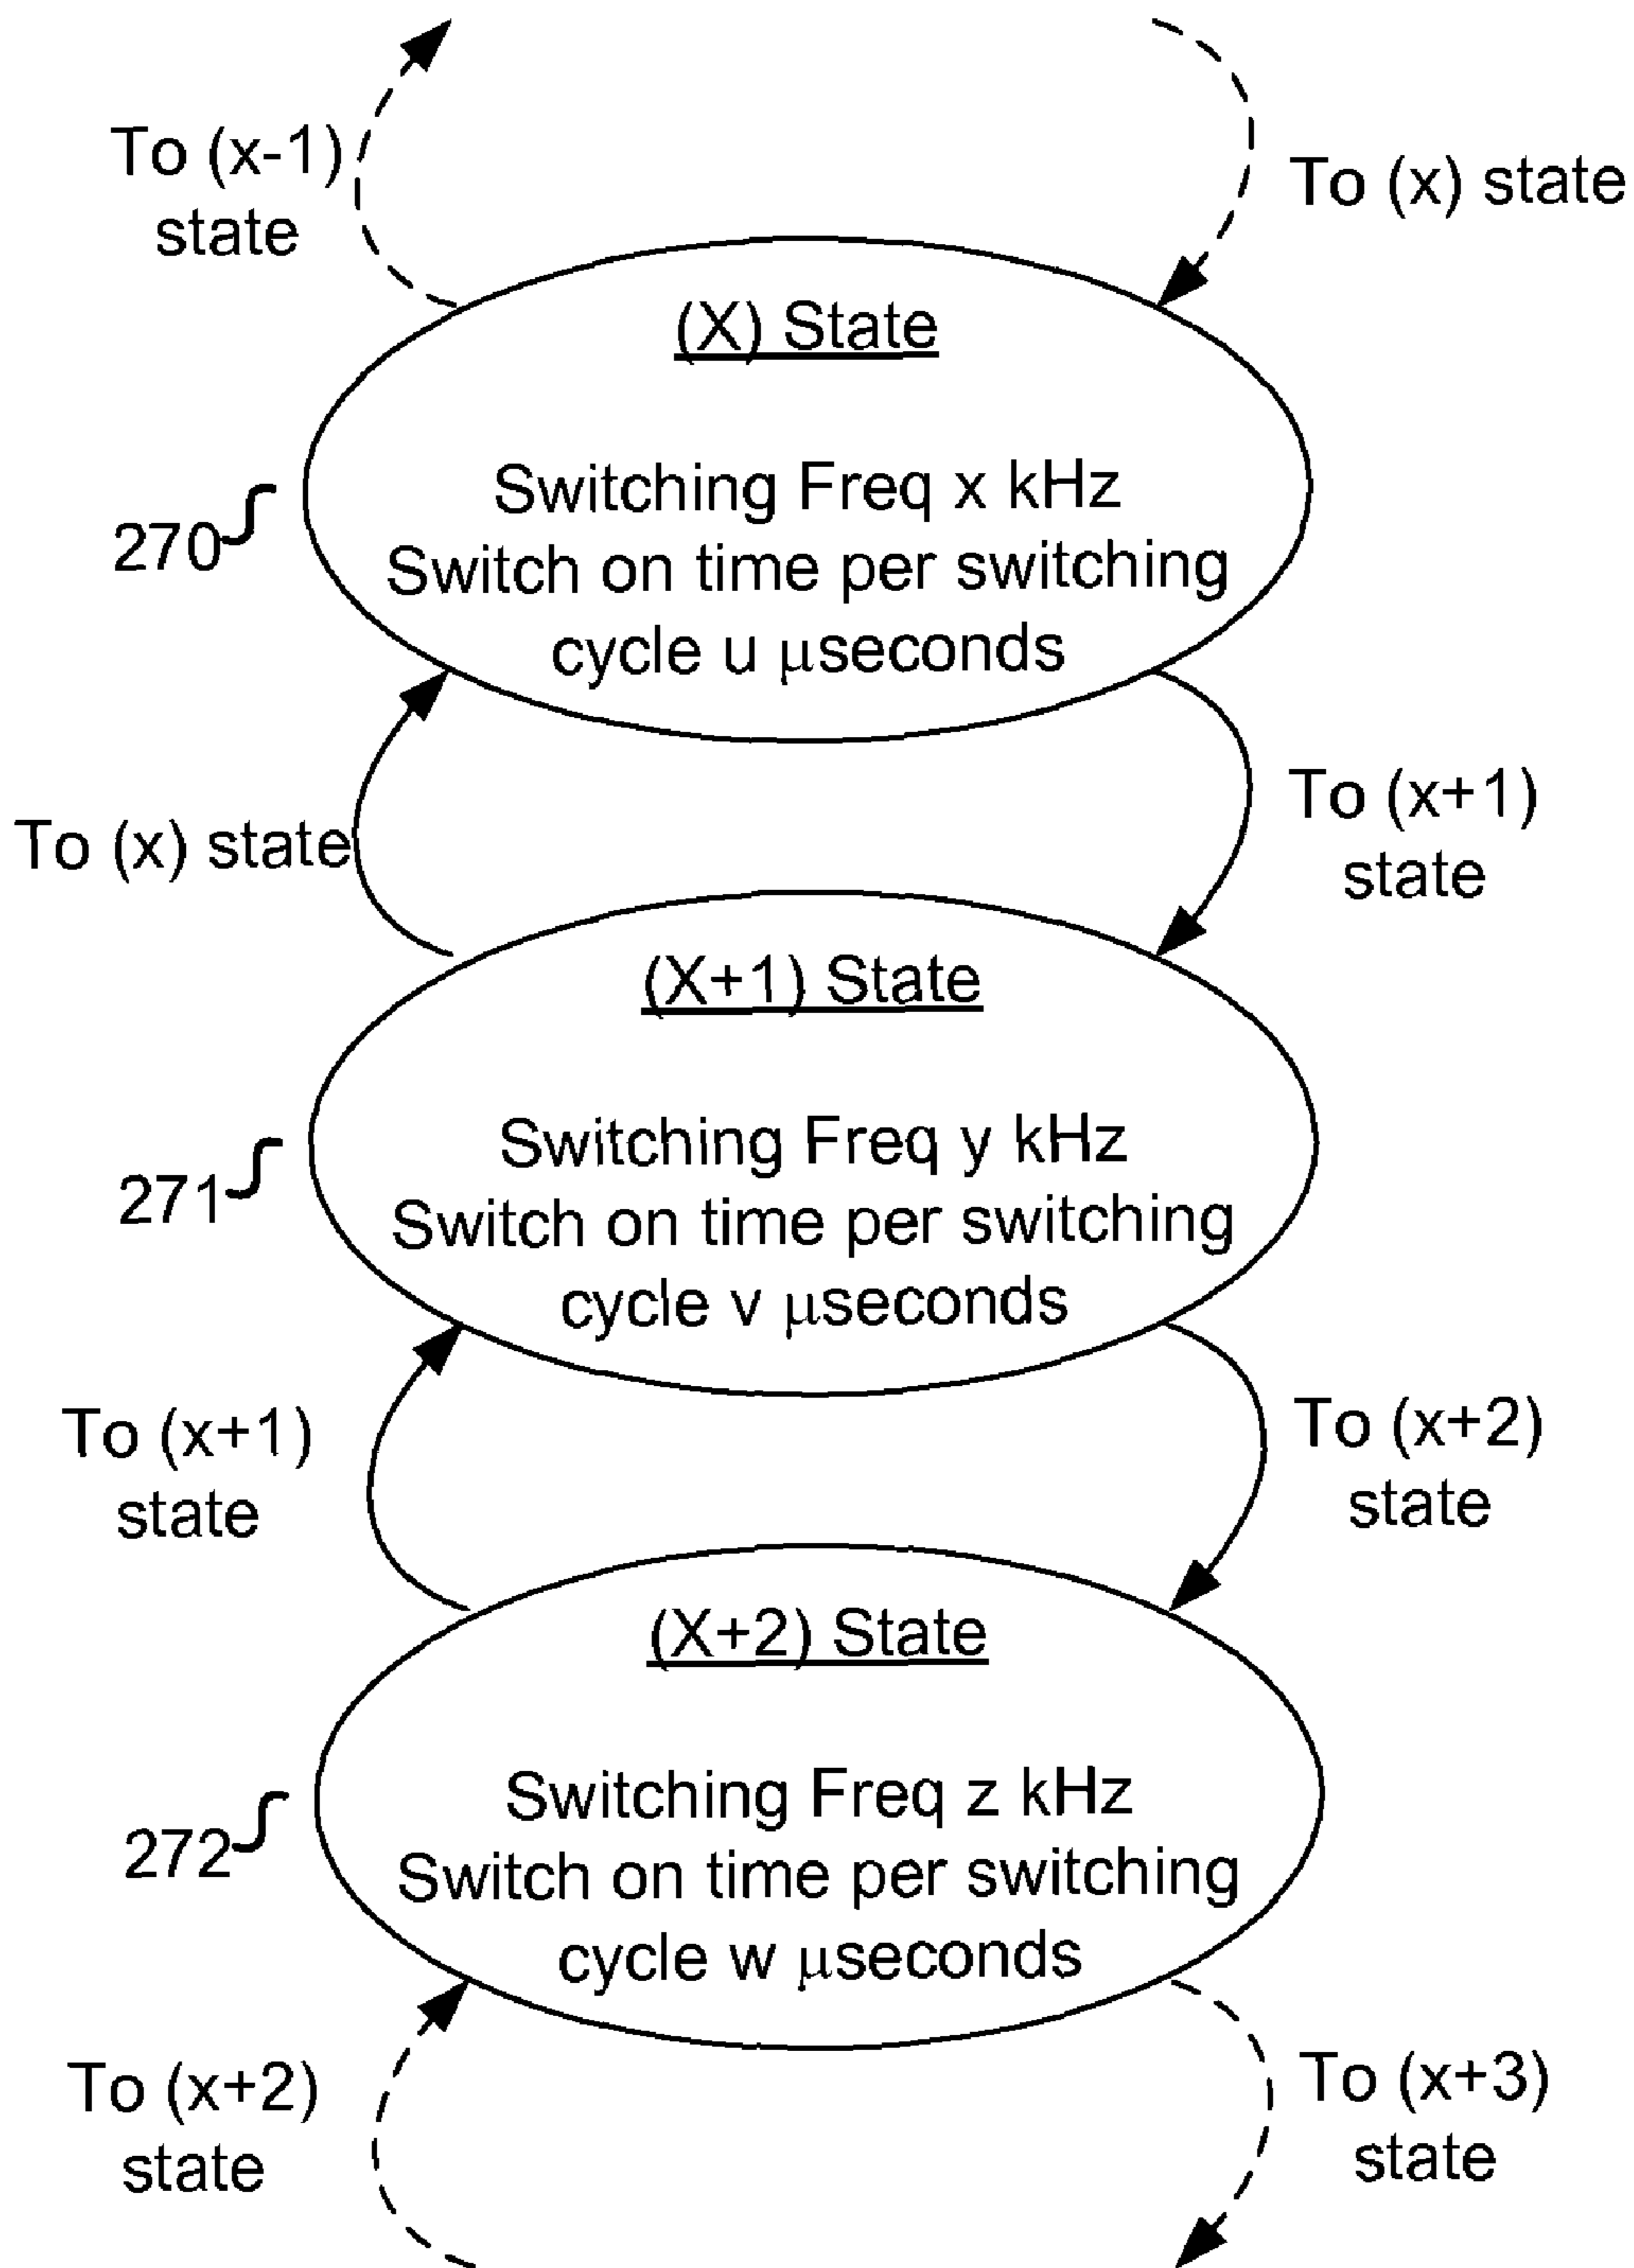 To (x-1)
state
To (x) state
(X) State
Switching Freq x kHz
Switch on time per switching
cycle u μseconds
270
To (x) state
To (x+1)
state
(X+1) State
Switching Freq y kHz
Switch on time per switching
cycle v μseconds
271
To (x+1)
state
To (x+2)
state
(X+2) State
Switching Freq z kHz
Switch on time per switching
cycle w μseconds
272
To (x+2)
state
To (x+3)
state